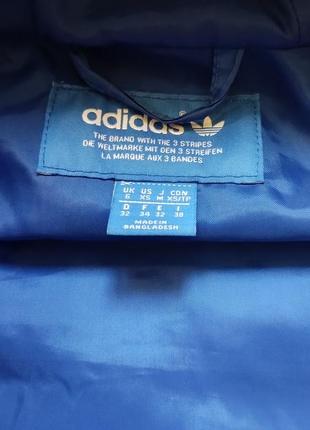 adidas
THE BRAND WITH THE 3 STRIPES
DIE WELTMARKE MIT DEN 3 STREIFEN
LA MARQUE AUX 3 BANDES.
UK US J CDN
6 XS M XS/TP
D F E I
32 34 32 38
MADE IN
BANGLADESH